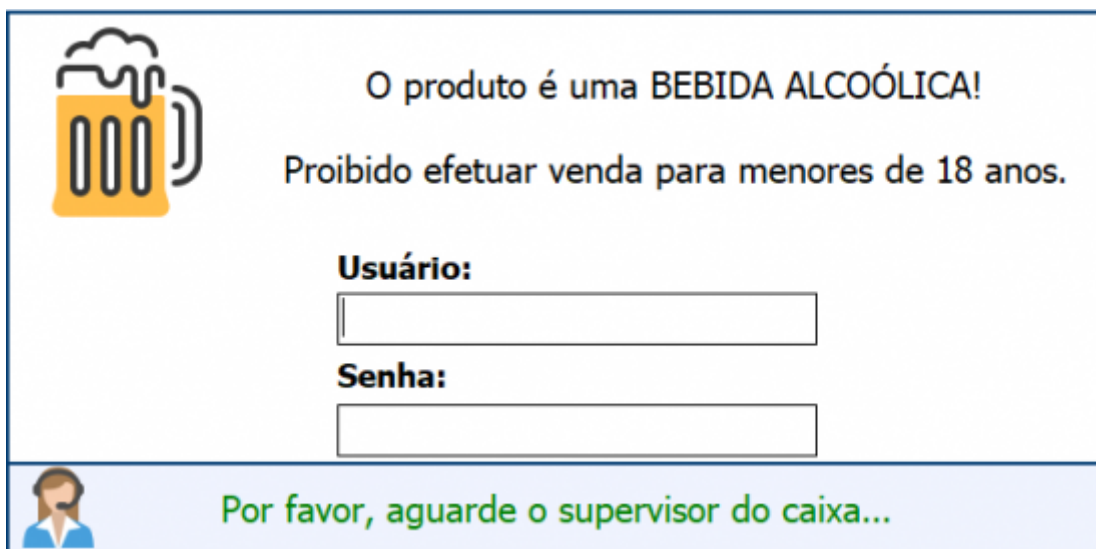 O produto é uma BEBIDA ALCOÓLICA!
Proibido efetuar venda para menores de 18 anos.
Usuário:
Senha:
Por favor, aguarde o supervisor do caixa...